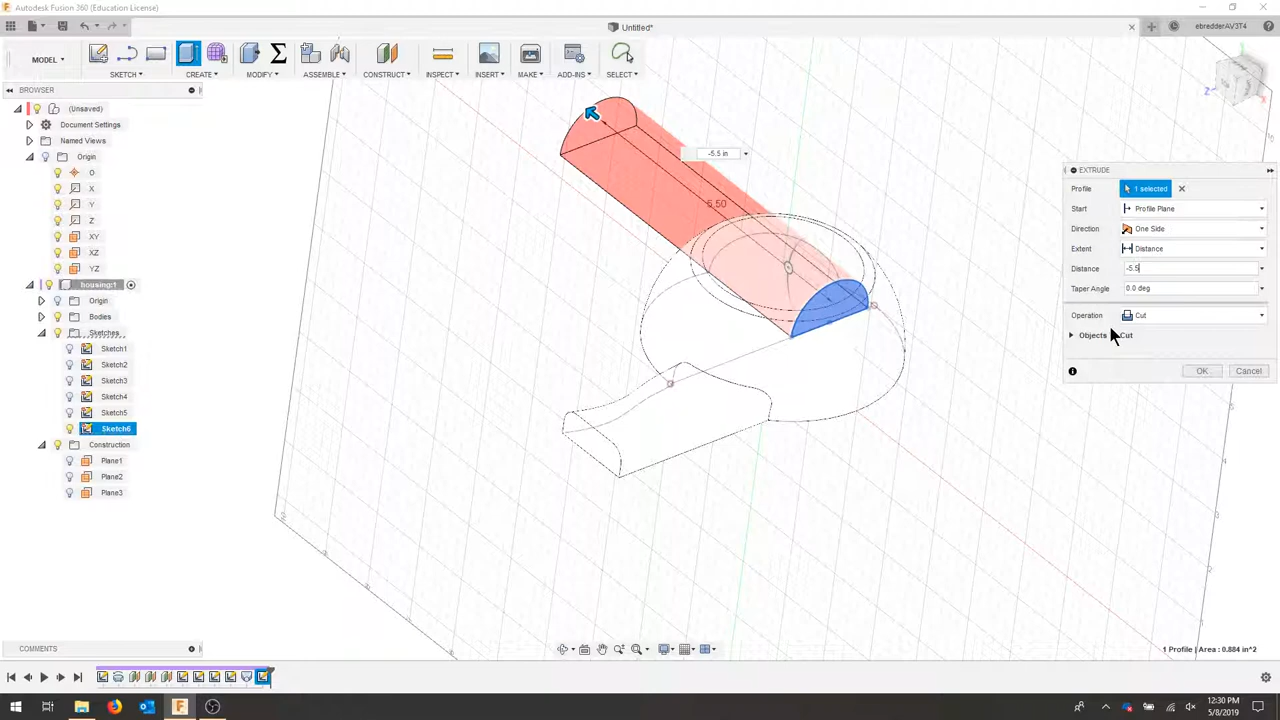 Autodesk Fusion 360 (Education License)
Untitled*
ebredderAV3T4
MODEL
SKETCH
CREATE
MODIFY
ASSEMBLE
CONSTRUCT
INSPECT
INSERT
MAKE
ADD-INS
SELECT
BROWSER
(Unsaved)
Document Settings
Named Views
Origin
O
X
Y
Z
XY
XZ
YZ
housing:1
Origin
Bodies
Sketches
Sketch1
Sketch2
Sketch3
Sketch4
Sketch5
Sketch6
Construction
Plane1
Plane2
Plane3
-5.5 in
5.50
Z
EXTRUDE
Profile 1 selected
Start Profile Plane
Direction One Side
Extent Distance
Distance -5.5
Taper Angle 0.0 deg
Operation Cut
Objects Cut
OK Cancel
COMMENTS
1 Profile | Area : 0.884 in^2
12:30 PM
5/8/2019